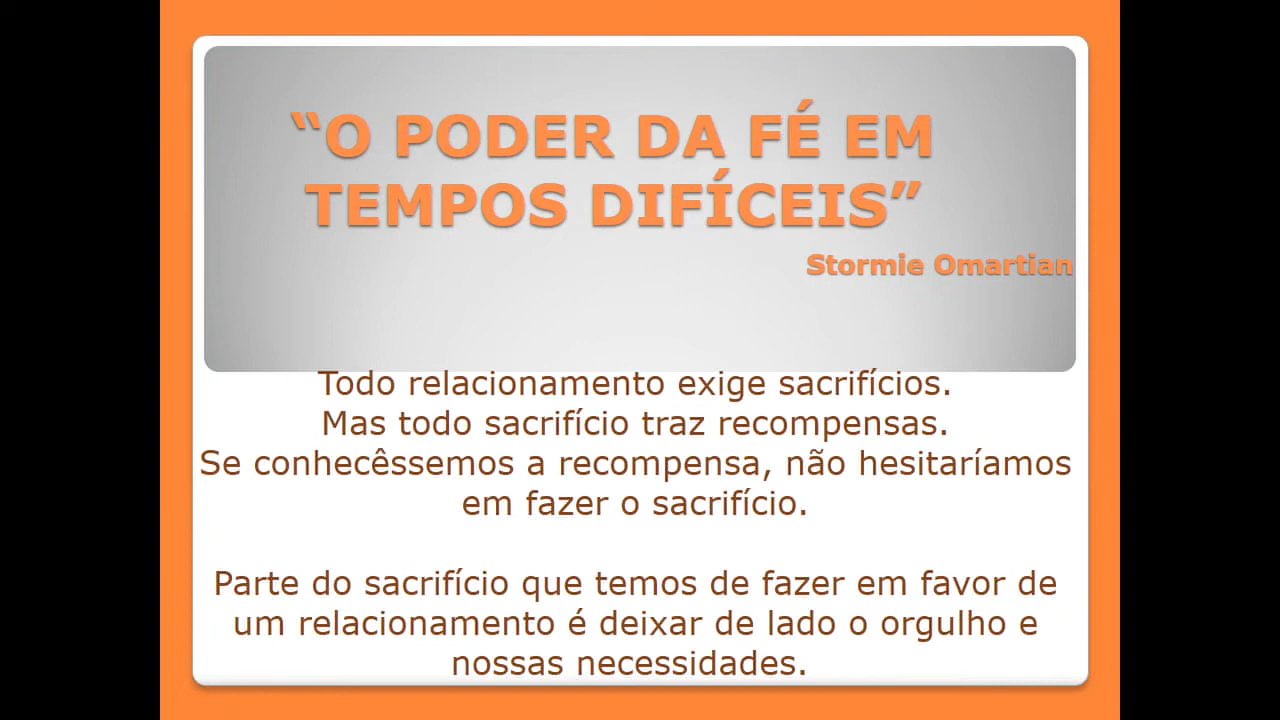 “O PODER DA FÉ EM
TEMPOS DIFÍCEIS”
Stormie Omartian
Todo relacionamento exige sacrifícios.
Mas todo sacrifício traz recompensas.
Se conhecêssemos a recompensa, não hesitaríamos
em fazer o sacrifício.
Parte do sacrifício que temos de fazer em favor de
um relacionamento é deixar de lado o orgulho e
nossas necessidades.